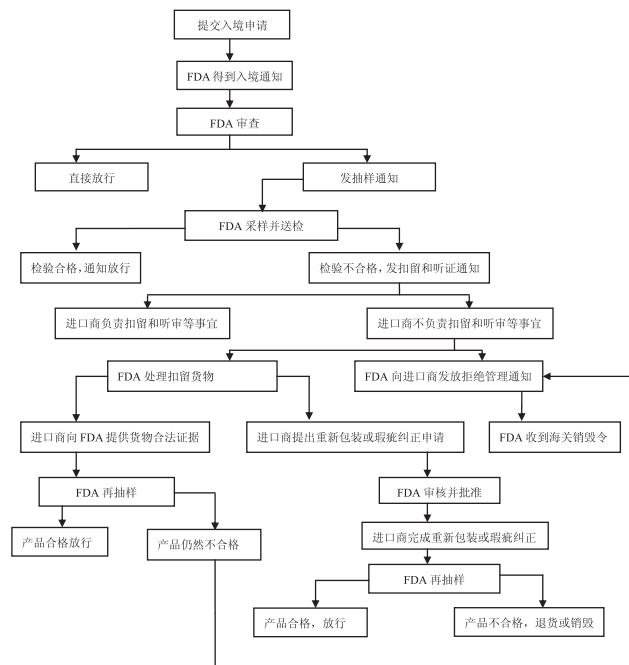 提交入境申请
FDA 得到入境通知
FDA 审查
直接放行
发抽样通知
FDA 采样并送检
检验合格，通知放行
检验不合格，发扣留和听证通知
进口商负责扣留和听审等事宜
进口商不负责扣留和听审等事宜
FDA 处理扣留货物
FDA 向进口商发放拒绝管理通知
进口商向 FDA 提供货物合法证据
进口商提出重新包装或瑕疵纠正申请
FDA 收到海关销毁令
FDA 再抽样
FDA 审核并批准
产品合格放行
产品仍然不合格
进口商完成重新包装或瑕疵纠正
FDA 再抽样
产品合格，放行
产品不合格，退货或销毁